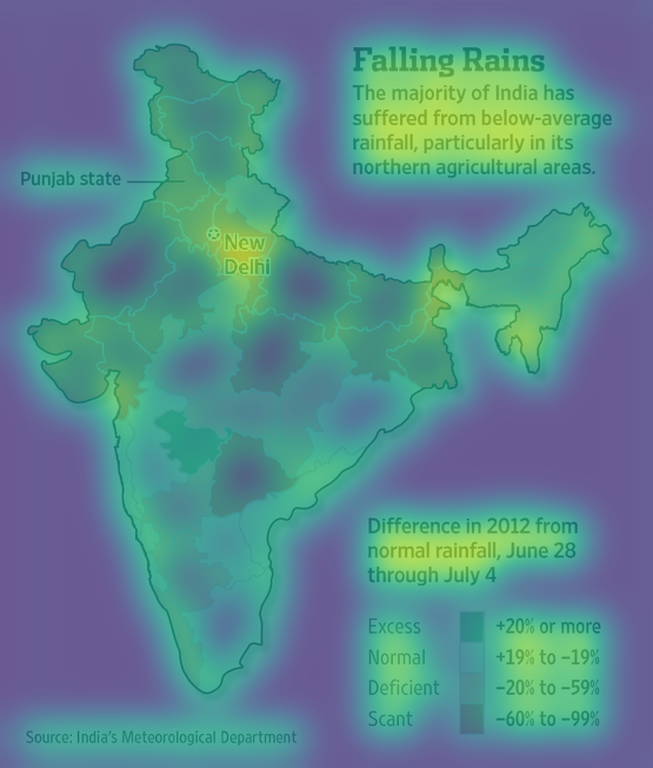 Falling Rains
The majority of India has
suffered from below-average
rainfall, particularly in its
northern agricultural areas.
Punjab state
New
Delhi
Difference in 2012 from
normal rainfall, June 28
through July 4
Excess +20% or more
Normal +19% to –19%
Deficient –20% to –59%
Scant –60% to –99%
Source: India's Meteorological Department